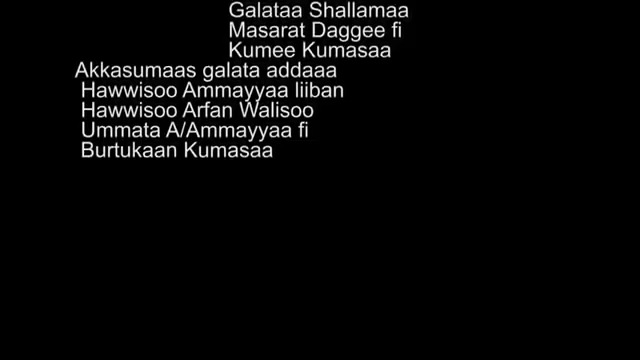 Galataa Shallamaa
Masarat Daggee fi
Kumee Kumasaa
Akkasumaas galata addaaa
Hawwisoo Ammayyaa liiban
Hawwisoo Arfan Walisoo
Ummata A/Ammayyaa fi
Burtukaan Kumasaa